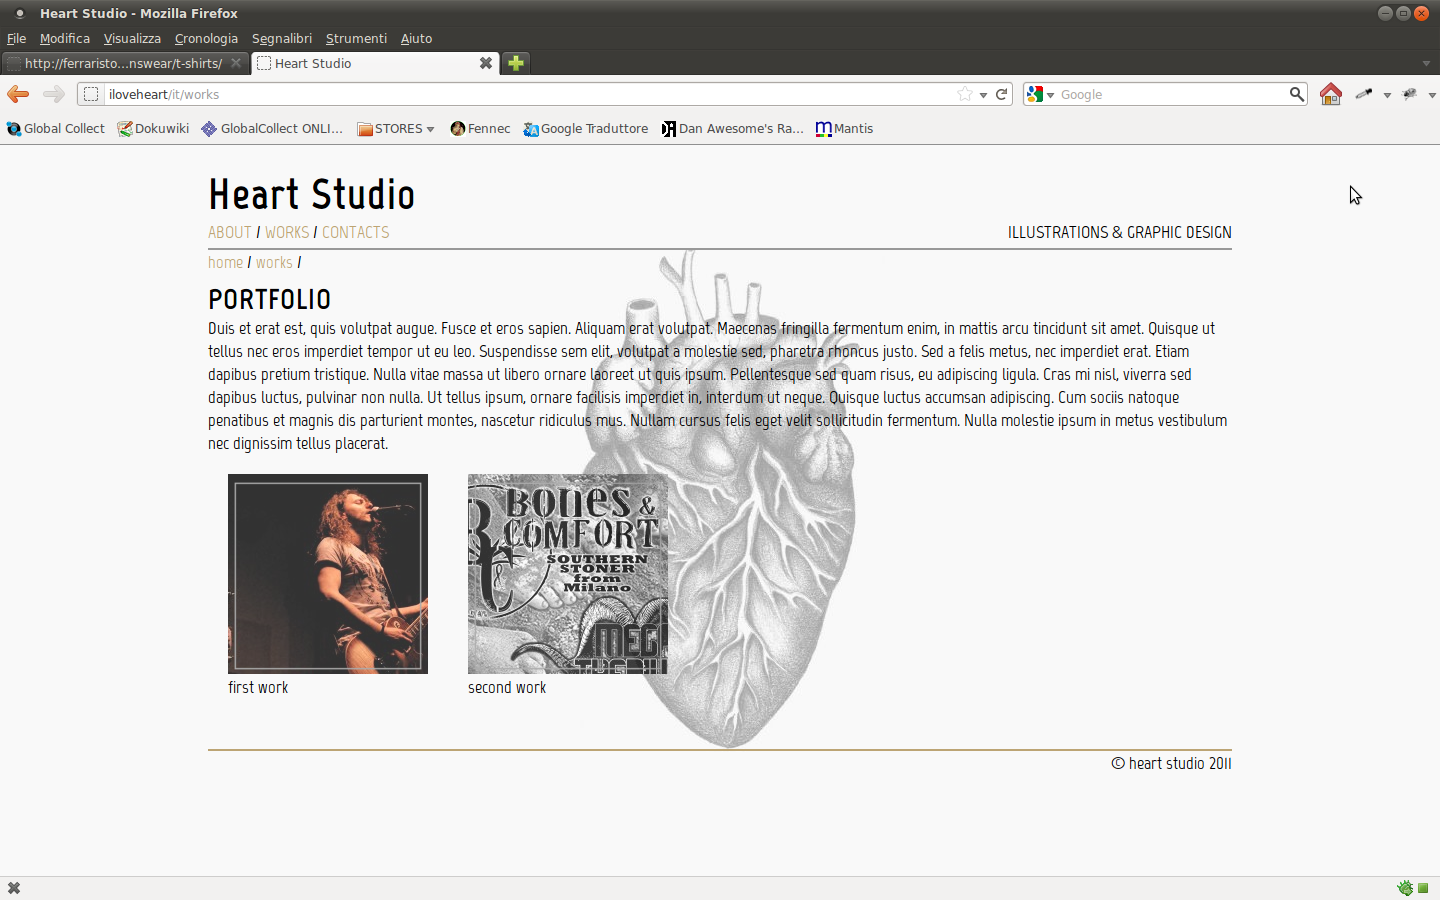 Heart Studio - Mozilla Firefox
File Modifica Visualizza Cronologia Segnalibri Strumenti Aiuto
http://ferraristo...nswear/t-shirts/ Heart Studio
iloveheart/it/works Google
Global Collect Dokuwiki GlobalCollect ONLI... STORES Fennec Google Traduttore Dan Awesome's Ra... Mantis
Heart Studio
ABOUT / WORKS / CONTACTS ILLUSTRATIONS & GRAPHIC DESIGN
home / works /
PORTFOLIO
Duis et erat est, quis volutpat augue. Fusce et eros sapien. Aliquam erat volutpat. Maecenas fringilla fermentum enim, in mattis arcu tincidunt sit amet. Quisque ut
tellus nec eros imperdiet tempor ut eu leo. Suspendisse sem elit, volutpat a molestie sed, pharetra rhoncus justo. Sed a felis metus, nec imperdiet erat. Etiam
dapibus pretium tristique. Nulla vitae massa ut libero ornare laoreet ut quis ipsum. Pellentesque sed quam risus, eu adipiscing ligula. Cras mi nisl, viverra sed
dapibus luctus, pulvinar non nulla. Ut tellus ipsum, ornare facilisis imperdiet in, interdum ut neque. Quisque luctus accumsan adipiscing. Cum sociis natoque
penatibus et magnis dis parturient montes, nascetur ridiculus mus. Nullam cursus felis eget velit sollicitudin fermentum. Nulla molestie ipsum in metus vestibulum
nec dignissim tellus placerat.
BONES &
COMFORT
SOUTHERN
STONER
from
Milano
first work second work
© heart studio 2011